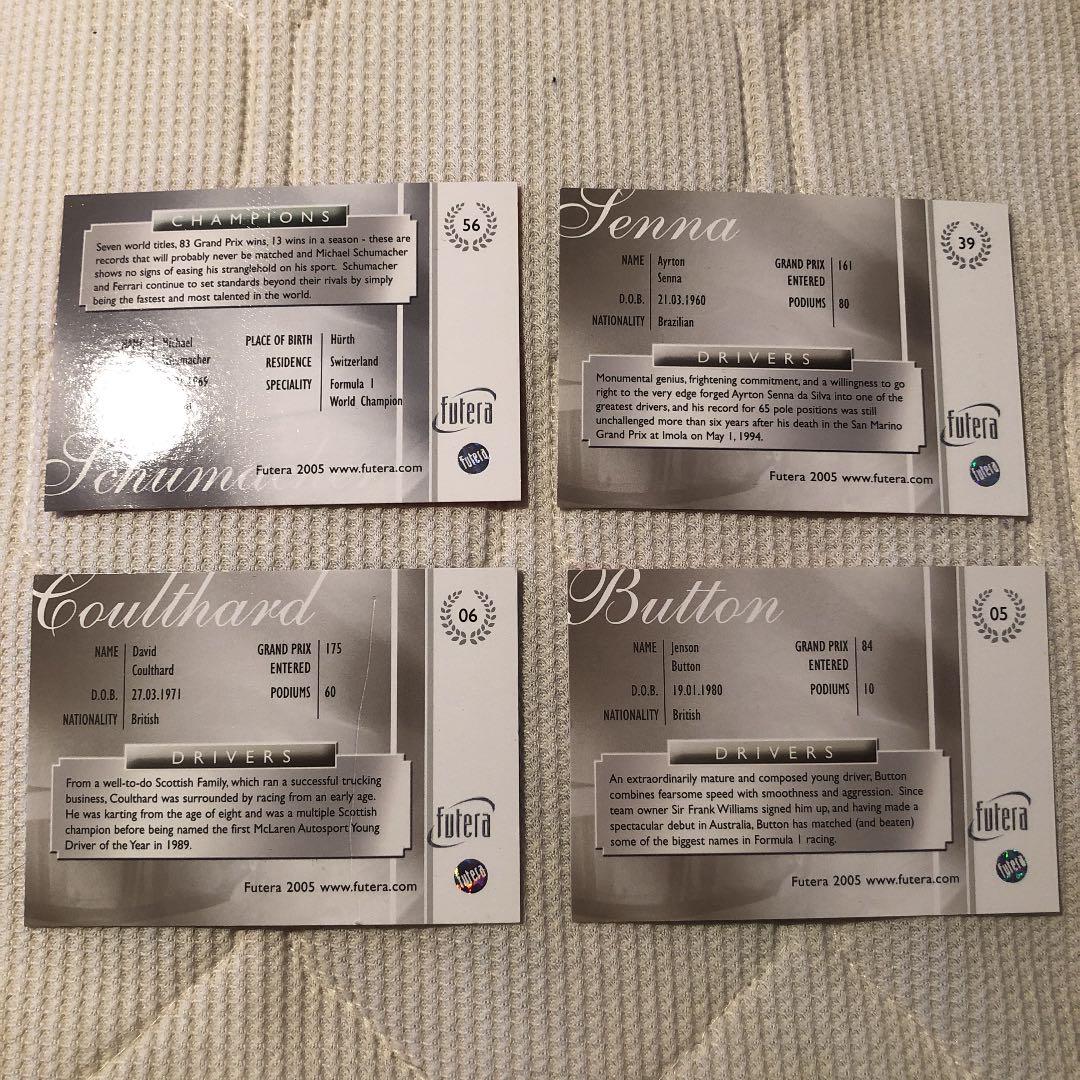 CHAMPIONS
Seven world titles, 83 Grand Prix wins, 13 wins in a season - these are
records that will probably never be matched and Michael Schumacher
shows no signs of easing his stranglehold on his sport. Schumacher
and Ferrari continue to set standards beyond their rivals by simply
being the fastest and most talented in the world.
56
NAME Michael PLACE OF BIRTH Hürth
RESIDENCE Switzerland
SPECIALITY Formula 1
World Champion
futera
futera
Schuma
Futera 2005 www.futera.com
Senna
39
NAME Ayrton GRAND PRIX 161
Senna ENTERED
D.O.B. 21.03.1960 PODIUMS 80
NATIONALITY Brazilian
DRIVERS
Monumental genius, frightening commitment, and a willingness to go
right to the very edge forged Ayrton Senna da Silva into one of the
greatest drivers, and his record for 65 pole positions was still
unchallenged more than six years after his death in the San Marino
Grand Prix at Imola on May 1, 1994.
futera
futera
Futera 2005 www.futera.com
Coulthard
06
NAME David GRAND PRIX 175
Coulthard ENTERED
D.O.B. 27.03.1971 PODIUMS 60
NATIONALITY British
DRIVERS
From a well-to-do Scottish Family, which ran a successful trucking
business, Coulthard was surrounded by racing from an early age.
He was karting from the age of eight and was a multiple Scottish
champion before being named the first McLaren Autosport Young
Driver of the Year in 1989.
futera
futera
Futera 2005 www.futera.com
Button
05
NAME Jenson GRAND PRIX 84
Button ENTERED
D.O.B. 19.01.1980 PODIUMS 10
NATIONALITY British
DRIVERS
An extraordinarily mature and composed young driver, Button
combines fearsome speed with smoothness and aggression. Since
team owner Sir Frank Williams signed him up, and having made a
spectacular debut in Australia, Button has matched (and beaten)
some of the biggest names in Formula 1 racing.
futera
futera
Futera 2005 www.futera.com